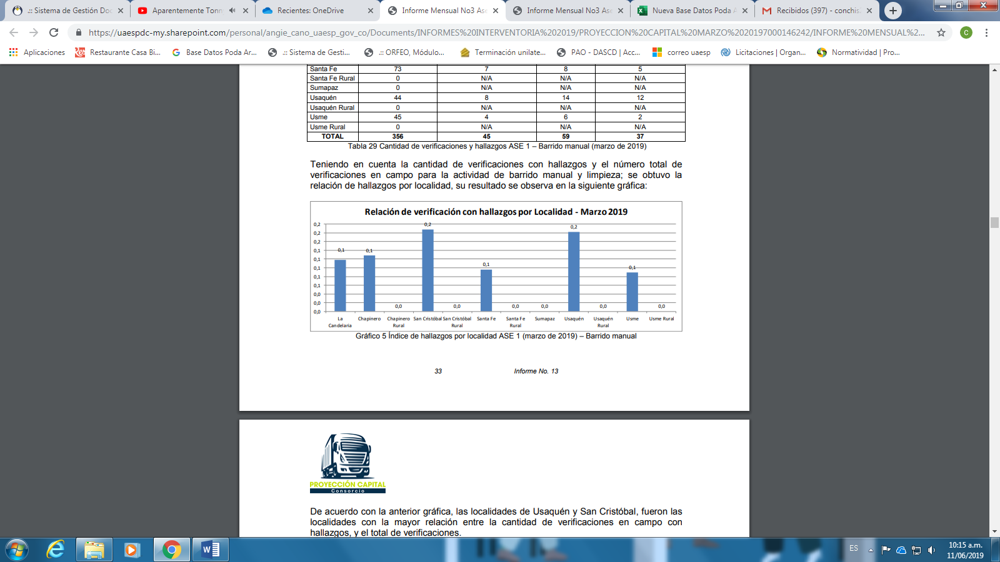 .:: Sistema de Gestión Doc
Aparentemente Tonn
Recientes: OneDrive
Informe Mensual No3 Ase
Informe Mensual No3 Ase
Nueva Base Datos Poda A
Recibidos (397) - conchis
https://uaespdc-my.sharepoint.com/personal/angie_cano_uaesp_gov_co/Documents/INFORMES%20INTERVENTORIA%202019/PROYECCION%20CAPITAL%20MARZO%2020197000146242/INFORME%20MENSUAL%2...
C
Aplicaciones
Restaurante Casa Bi...
Base Datos Poda Ar...
.:: Sistema de Gesti...
.:: ORFEO, Módulo...
Terminación unilate...
PAO - DASCD | Acc...
correo uaesp
Licitaciones | Organ...
Normatividad | Pro...
Santa Fe 73 7 8 5
Santa Fe Rural 0 N/A N/A N/A
Sumapaz 0 N/A N/A N/A
Usaquén 44 8 14 12
Usaquén Rural 0 N/A N/A N/A
Usme 45 4 6 2
Usme Rural 0 N/A N/A N/A
TOTAL 356 45 59 37
Tabla 29 Cantidad de verificaciones y hallazgos ASE 1 – Barrido manual (marzo de 2019)
Teniendo en cuenta la cantidad de verificaciones con hallazgos y el número total de
verificaciones en campo para la actividad de barrido manual y limpieza; se obtuvo la
relación de hallazgos por localidad, su resultado se observa en la siguiente gráfica:
Relación de verificación con hallazgos por Localidad - Marzo 2019
0,2
0,2
0,2
0,1
0,1
0,1
0,1
0,1
0,0
0,0
0,0
0,1
0,1
0,0
0,2
0,0
0,1
0,0
0,0
0,2
0,0
0,1
0,0
La
Candelaria
Chapinero
Chapinero
Rural
San Cristóbal
San Cristóbal
Rural
Santa Fe
Santa Fe
Rural
Sumapaz
Usaquén
Usaquén
Rural
Usme
Usme Rural
Gráfico 5 Índice de hallazgos por localidad ASE 1 (marzo de 2019) – Barrido manual
33 Informe No. 13
PROYECCIÓN CAPITAL
Consorcio
De acuerdo con la anterior gráfica, las localidades de Usaquén y San Cristóbal, fueron las
localidades con la mayor relación entre la cantidad de verificaciones en campo con
hallazgos, y el total de verificaciones.
ES
10:15 a.m.
11/06/2019